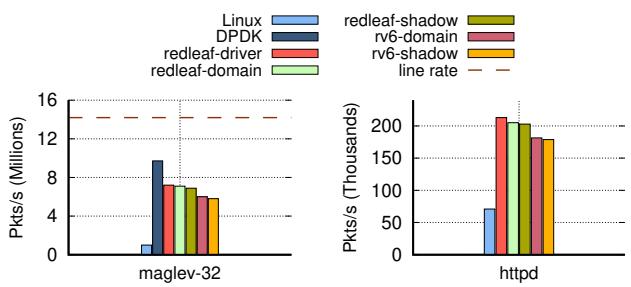 Linux
DPDK
redleaf-driver
redleaf-domain
redleaf-shadow
rv6-domain
rv6-shadow
line rate
Pkts/s (Millions)
16
12
8
4
0
maglev-32
Pkts/s (Thousands)
200
150
100
50
0
httpd